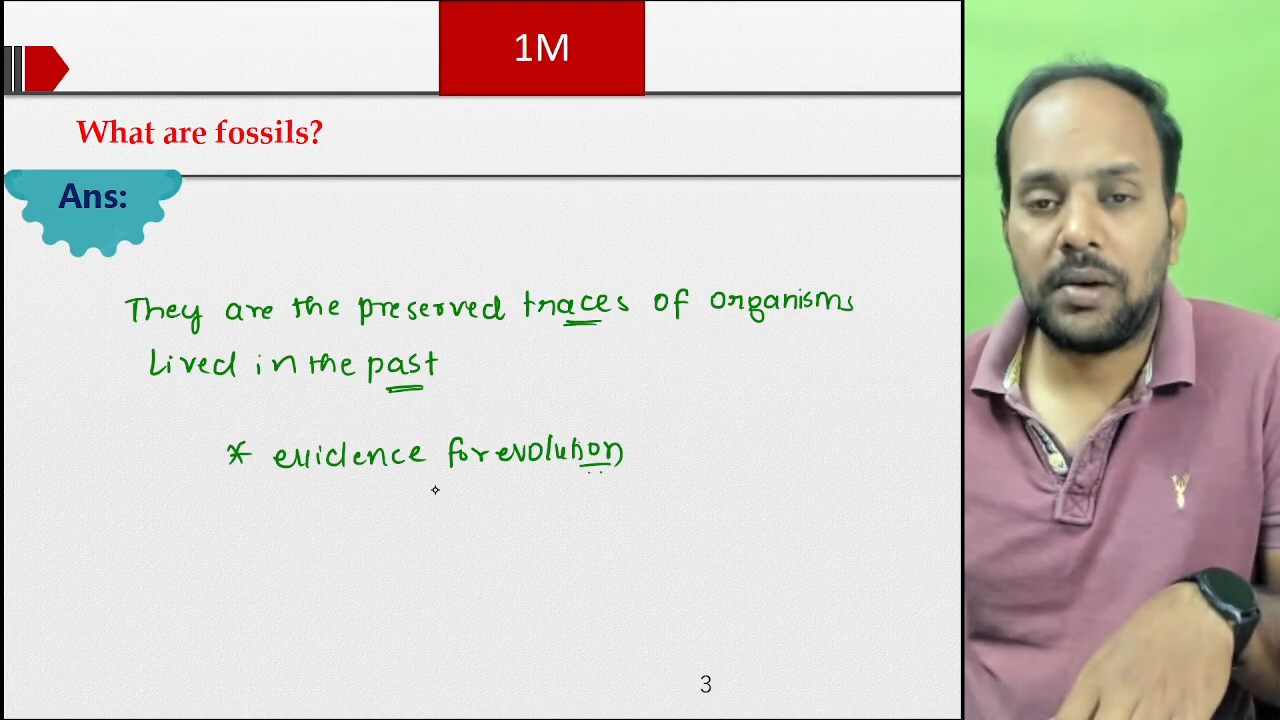 1M
What are fossils?
Ans:
They are the preserved traces of organisms
Lived in the past
* evidence for evolution
3